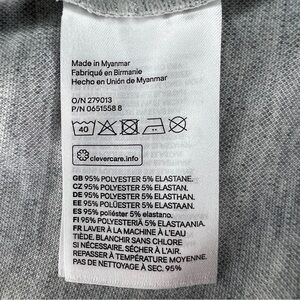 Made in Myanmar
Fabriqué en Birmanie
Hecho en Unión de Myanmar
O/N 279013
P/N 0651558 8
40
clevercare.info
GB 95% POLYESTER 5% ELASTANE.
CZ 95% POLYESTER 5% ELASTAN.
DE 95% POLYESTER 5% ELASTHAN.
EE 95% POLÜESTER 5% ELASTAAN.
ES 95% poliéster 5% elastano.
FI 95% POLYESTERIA 5% ELASTAANIA.
FR LAVER A LA MACHINE À L'EAU
TIÈDE, BLANCHIR SANS CHLORE
SI NÉCESSAIRE, SÉCHER À L'AIR.
REPASSER À TEMPÉRATURE MOYENNE.
PAS DE NETTOYAGE À SEC. 95%